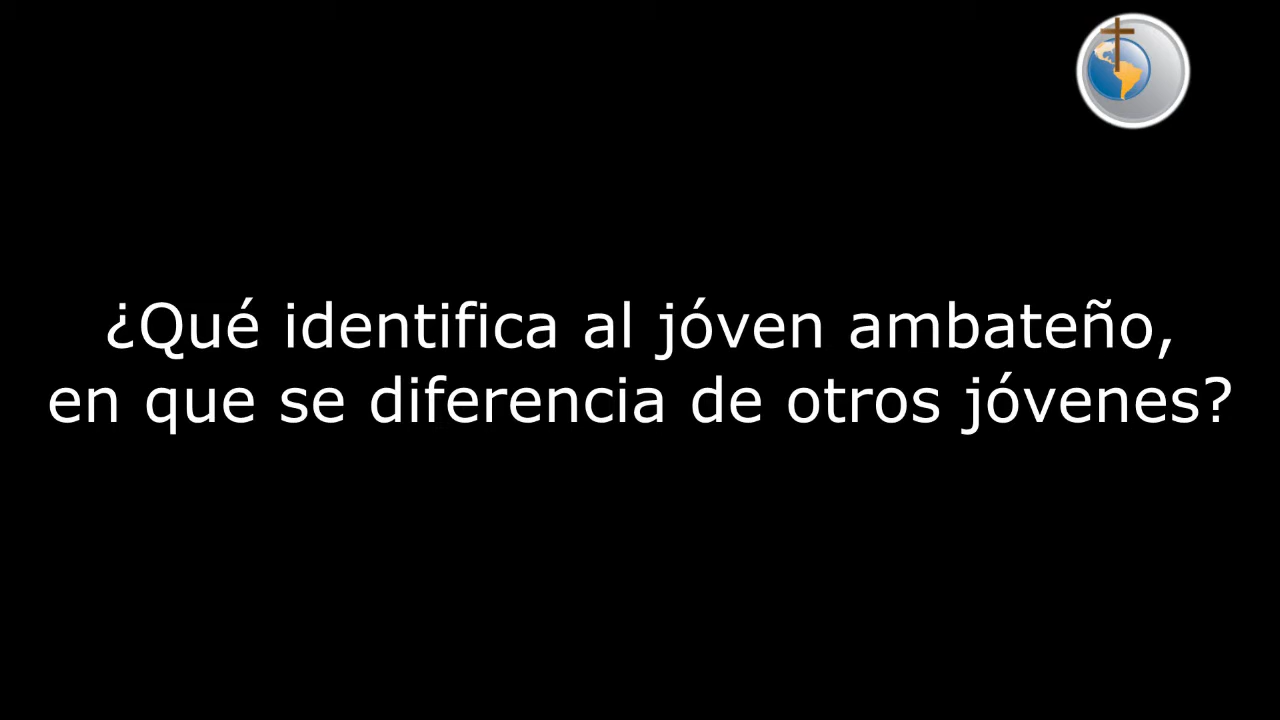 ¿Qué identifica al jóven ambateño,
en que se diferencia de otros jóvenes?